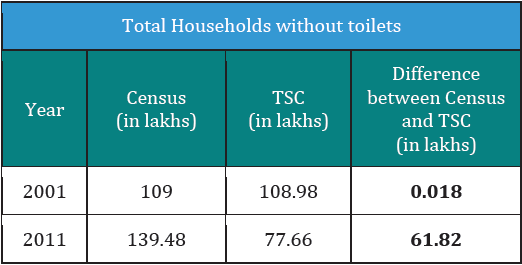 Total Households without toilets
Year
Census
(in lakhs)
TSC
(in lakhs)
Difference
between Census
and TSC
(in lakhs)
2001 109 108.98 0.018
2011 139.48 77.66 61.82